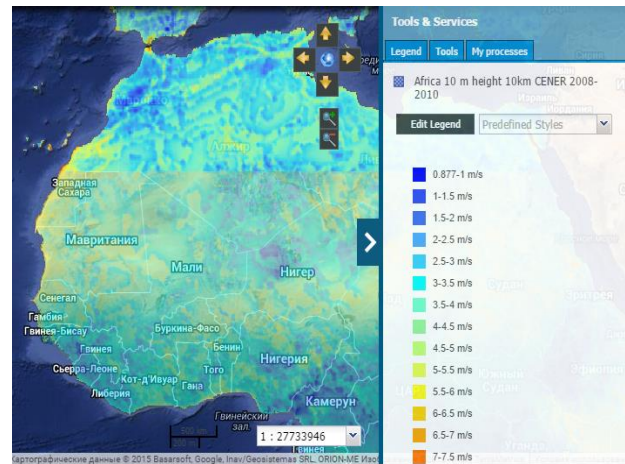 Tools & Services
Legend
Tools
My processes
Africa 10 m height 10km CENER 2008-
2010
Edit Legend
Predefined Styles
0.877-1 m/s
1-1.5 m/s
1.5-2 m/s
2-2.5 m/s
2.5-3 m/s
3-3.5 m/s
3.5-4 m/s
4-4.5 m/s
4.5-5 m/s
5-5.5 m/s
5.5-6 m/s
6-6.5 m/s
6.5-7 m/s
7-7.5 m/s
Марокко
Алжир
Западная
Сахара
Мавритания
Мали
Нигер
Сенегал
Гамбия
Гвинея-Бисау
Буркина-Фасо
Гвинея
Бенин
Сьерра-Леоне
Того
Нигерия
Кот-д'Ивуар
Гана
Либерия
Камерун
Гвинейский
зал.
500 km
1 : 27733946
картографические данные © 2015 Basarsoft, Google, Inav/Geosistemas SRL, ORION-ME